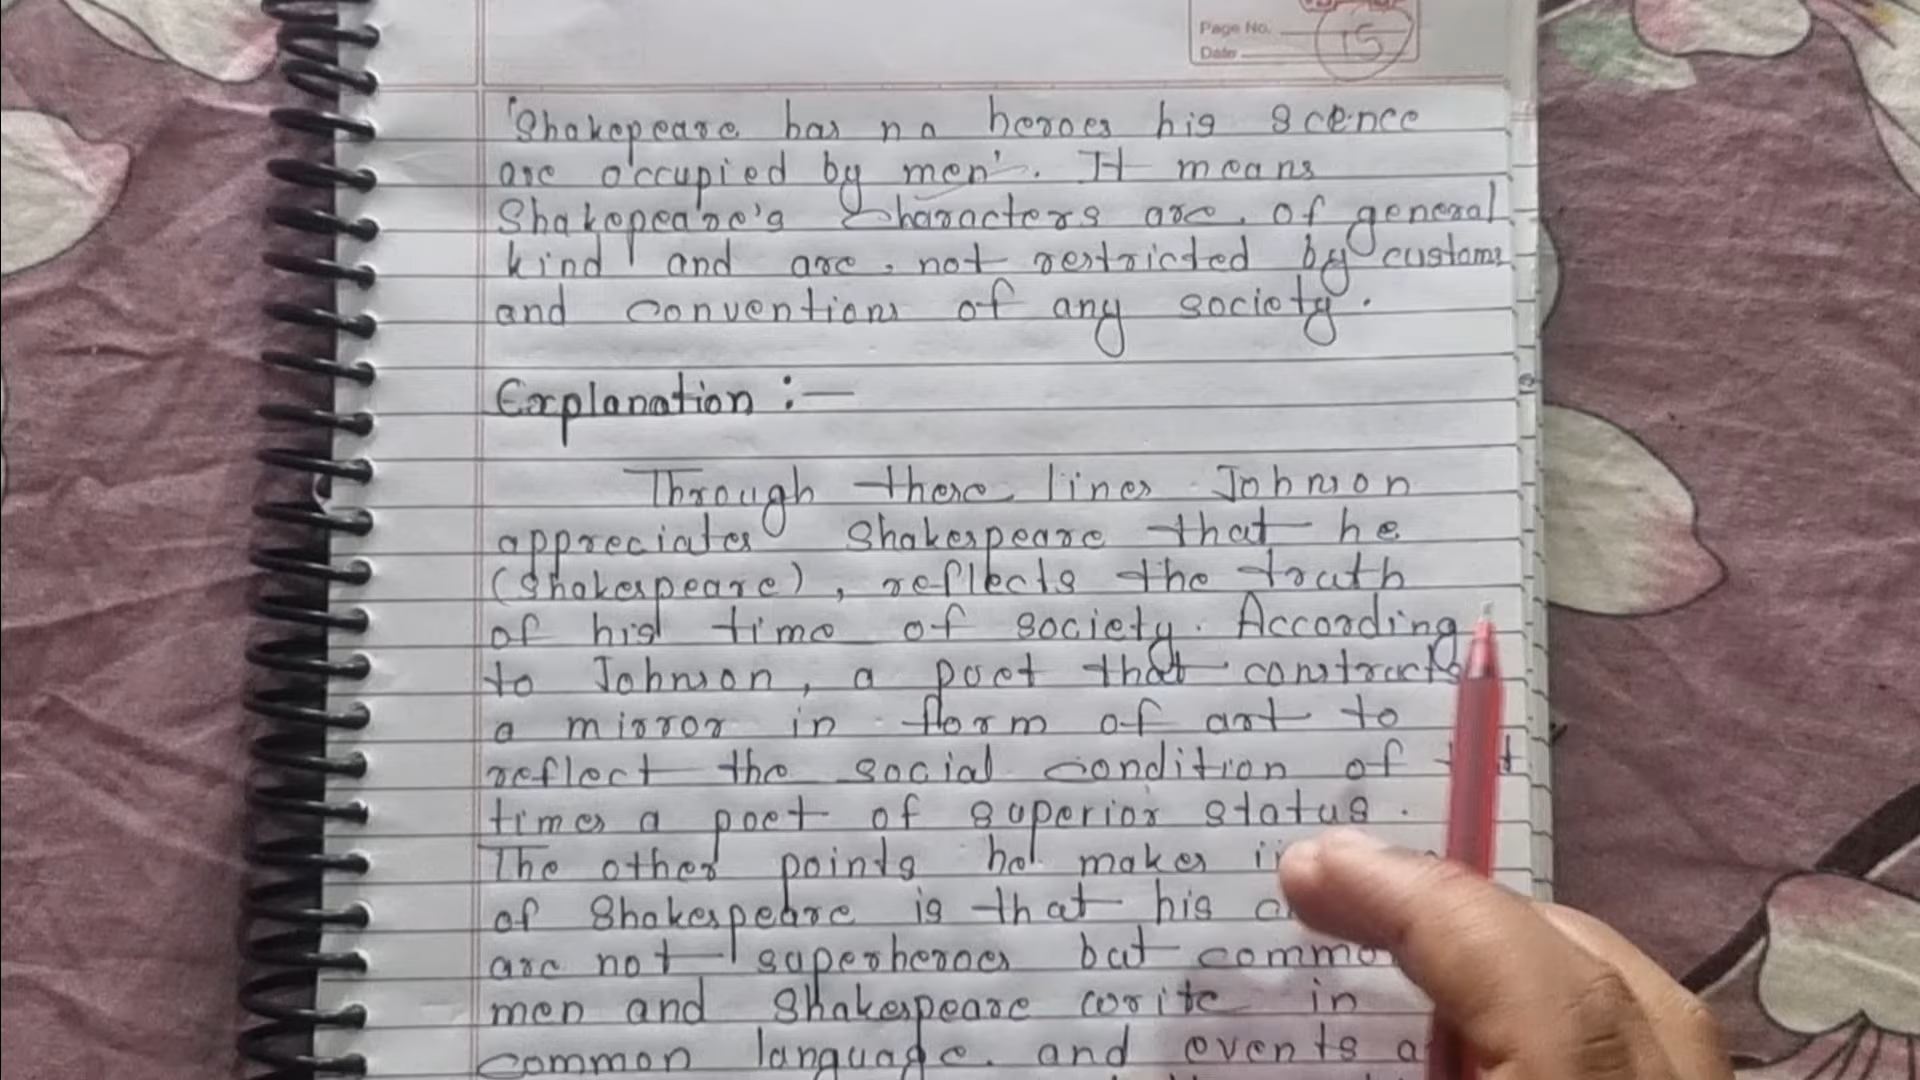 Page No.
15
Date
'Shakepeare has no heroes his scence
are occupied by men'. It means
Shakepeare's Characters are of general
kind and are not restricted by customs
and conventions of any society.
Explanation :—
Through these lines Johnson
appreciates Shakespeare that he
(Shakespeare), reflects the truth
of his time of society. According
to Johnson, a poet that constructs
a mirror in form of art to
reflect the social condition of
times a poet of superior status.
The other points he makes
of Shakespeare is that his
are not superheroes but
men and Shakespeare write in
common language and events